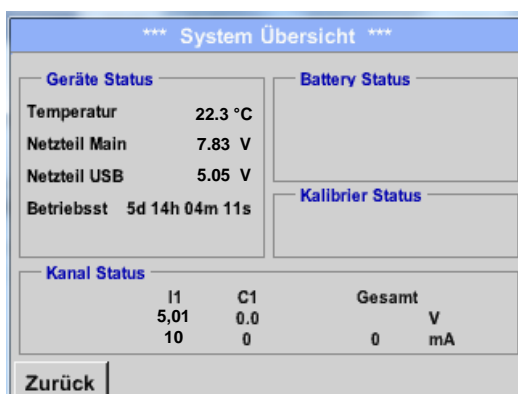 *** System Übersicht ***
Geräte Status
Temperatur 22.3 °C
Netzteil Main 7.83 V
Netzteil USB 5.05 V
Betriebsst 5d 14h 04m 11s
Battery Status
Kalibrier Status
Kanal Status
I1 C1 Gesamt
5,01 0.0 V
10 0 0 mA
Zurück